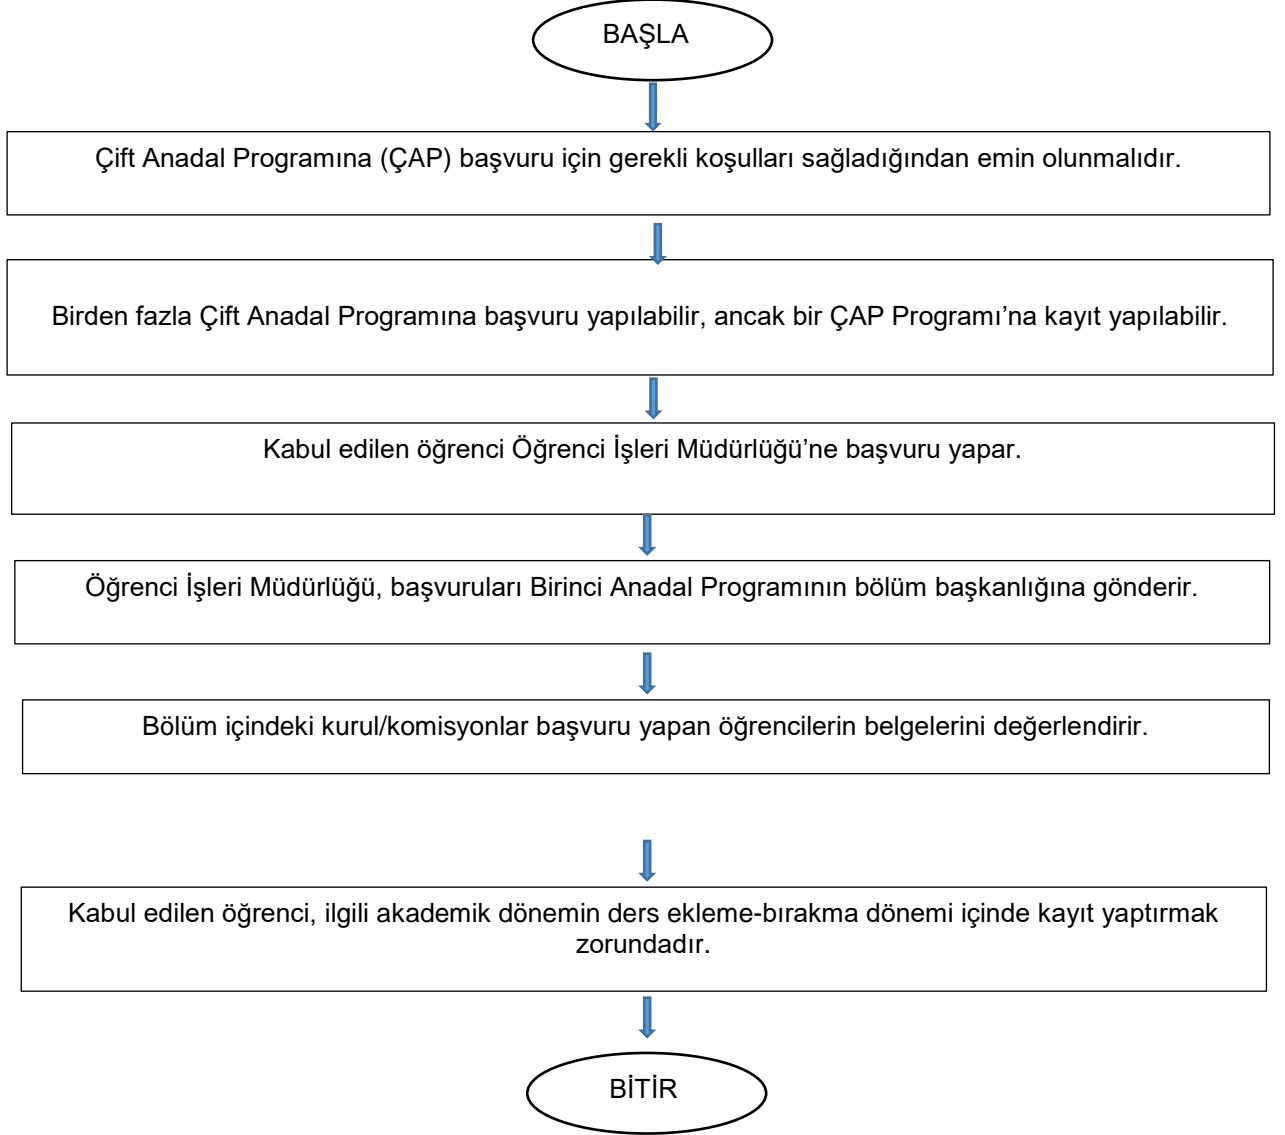 BAŞLA
Çift Anadal Programına (ÇAP) başvuru için gerekli koşulları sağladığından emin olunmalıdır.
Birden fazla Çift Anadal Programına başvuru yapılabilir, ancak bir ÇAP Programı’na kayıt yapılabilir.
Kabul edilen öğrenci Öğrenci İşleri Müdürlüğü’ne başvuru yapar.
Öğrenci İşleri Müdürlüğü, başvuruları Birinci Anadal Programının bölüm başkanlığına gönderir.
Bölüm içindeki kurul/komisyonlar başvuru yapan öğrencilerin belgelerini değerlendirir.
Kabul edilen öğrenci, ilgili akademik dönemin ders ekleme-bırakma dönemi içinde kayıt yaptırmak
zorundadır.
BİTİR